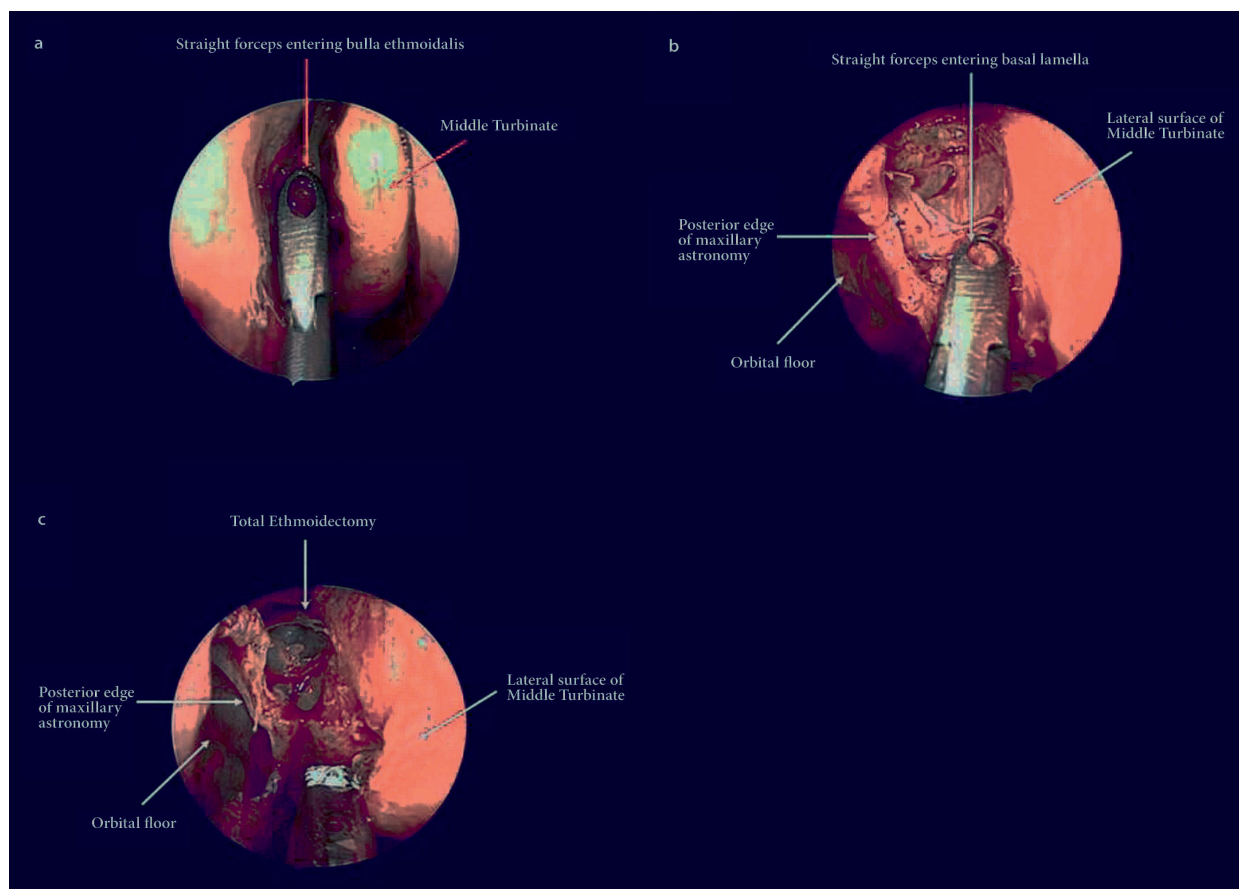 a
Straight forceps entering bulla ethmoidalis
Middle Turbinate
b
Straight forceps entering basal lamella
Lateral surface of
Middle Turbinate
Posterior edge
of maxillary
astronomy
Orbital floor
c
Total Ethmoidectomy
Posterior edge
of maxillary
astronomy
Lateral surface of
Middle Turbinate
Orbital floor